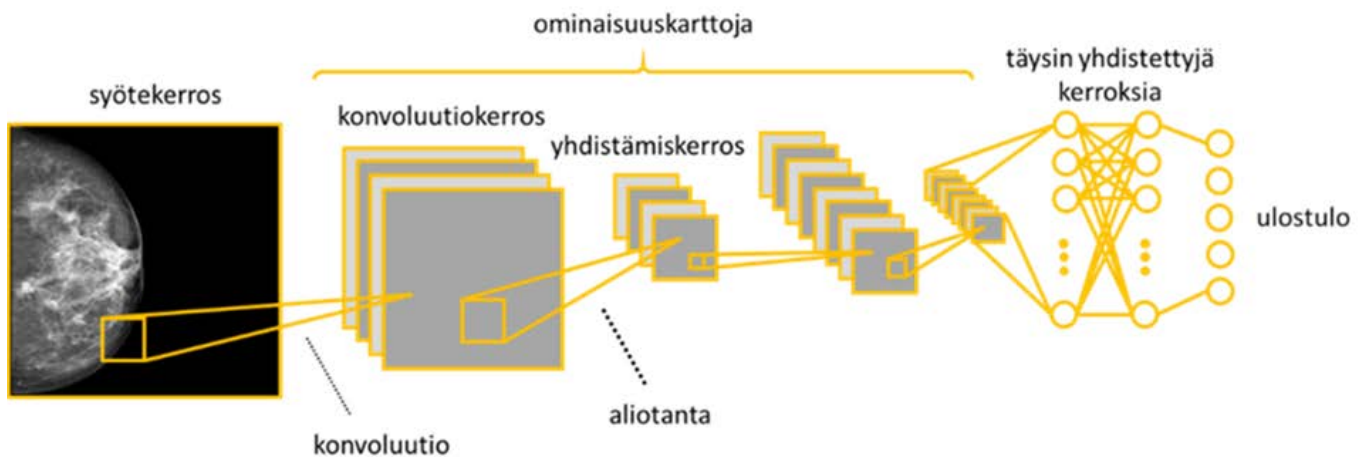 ominaisuuskarttoja
täysin yhdistettyjä
kerroksia
syötekerros
konvoluutiokerros
yhdistämiskerros
ulostulo
aliotanta
konvoluutio